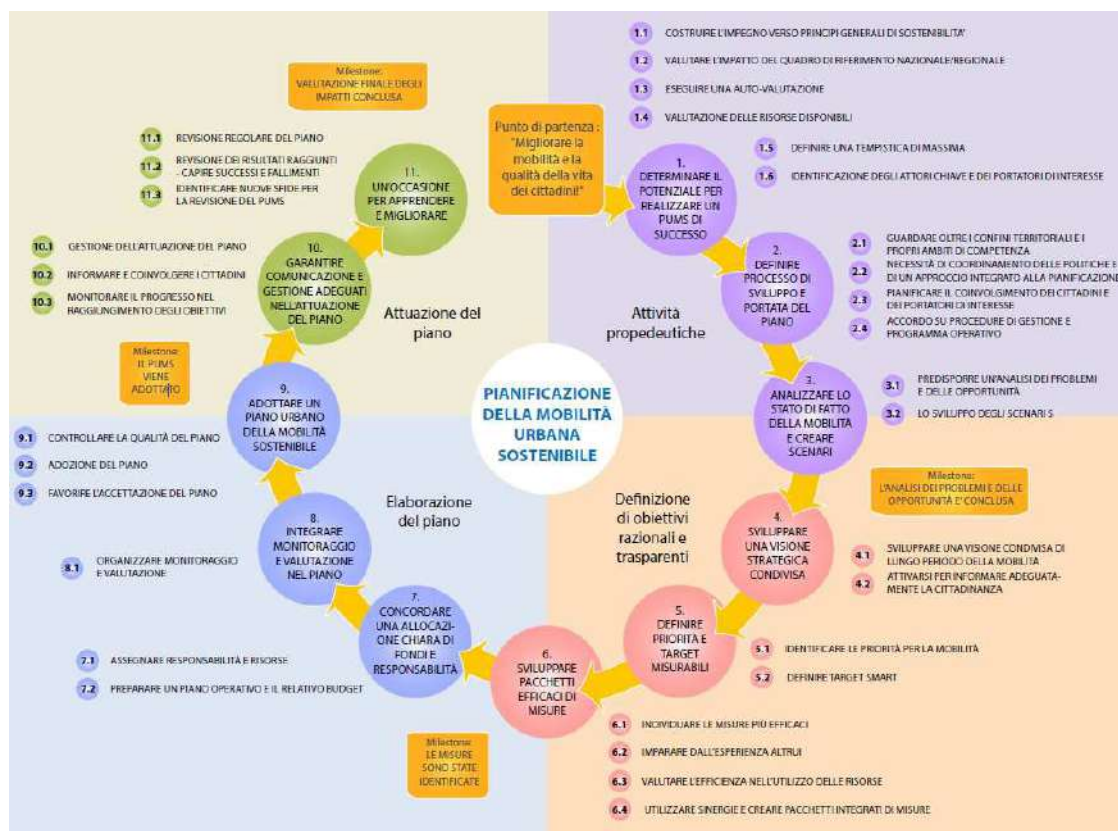 PIANIFICAZIONE
DELLA MOBILITÀ
URBANA
SOSTENIBILE
Punto di partenza :
"Migliorare la
mobilità e la
qualità della vita
dei cittadini!"
Attività
propedeutiche
1.
DETERMINARE IL
POTENZIALE PER
REALIZZARE UN
PUMS DI
SUCCESSO
1.1 COSTRUIRE L'IMPEGNO VERSO PRINCIPI GENERALI DI SOSTENIBILITA'
1.2 VALUTARE L'IMPATTO DEL QUADRO DI RIFERIMENTO NAZIONALE/REGIONALE
1.3 ESEGUIRE UNA AUTO-VALUTAZIONE
1.4 VALUTAZIONE DELLE RISORSE DISPONIBILI
1.5 DEFINIRE UNA TEMPISTICA DI MASSIMA
1.6 IDENTIFICAZIONE DEGLI ATTORI CHIAVE E DEI PORTATORI DI INTERESSE
2.
DEFINIRE
PROCESSO DI
SVILUPPO E
PORTATA DEL
PIANO
2.1 GUARDARE OLTRE I CONFINI TERRITORIALI E I
PROPRI AMBITI DI COMPETENZA
2.2 NECESSITÀ DI COORDINAMENTO DELLE POLITICHE E
DI UN APPROCCIO INTEGRATO ALLA PIANIFICAZIONE
2.3 PIANIFICARE IL COINVOLGIMENTO DEI CITTADINI E
DEI PORTATORI DI INTERESSE
2.4 ACCORDO SU PROCEDURE DI GESTIONE E
PROGRAMMA OPERATIVO
3.
ANALIZZARE LO
STATO DI FATTO
DELLA MOBILITÀ
E CREARE
SCENARI
3.1 PREDISPORRE UN'ANALISI DEI PROBLEMI
E DELLE OPPORTUNITÀ
3.2 LO SVILUPPO DEGLI SCENARI S
Milestone:
L'ANALISI DEI PROBLEMI E DELLE
OPPORTUNITÀ E' CONCLUSA
Definizione
di obiettivi
razionali e
trasparenti
4.
SVILUPPARE
UNA VISIONE
STRATEGICA
CONDIVISA
4.1 SVILUPPARE UNA VISIONE CONDIVISA DI
LUNGO PERIODO DELLA MOBILITÀ
4.2 ATTIVARSI PER INFORMARE ADEGUATA-
MENTE LA CITTADINANZA
5.
DEFINIRE
PRIORITÀ E
TARGET
MISURABILI
5.1 IDENTIFICARE LE PRIORITÀ PER LA MOBILITÀ
5.2 DEFINIRE TARGET SMART
6.
SVILUPPARE
PACCHETTI
EFFICACI DI
MISURE
6.1 INDIVIDUARE LE MISURE PIÙ EFFICACI
6.2 IMPARARE DALL'ESPERIENZA ALTRUI
6.3 VALUTARE L'EFFICIENZA NELL'UTILIZZO DELLE RISORSE
6.4 UTILIZZARE SINERGIE E CREARE PACCHETTI INTEGRATI DI MISURE
Milestone:
LE MISURE
SONO STATE
IDENTIFICATE
Elaborazione
del piano
7.
CONCORDARE
UNA ALLOCAZI-
ONE CHIARA DI
FONDI E
RESPONSABILITÀ
7.1 ASSEGNARE RESPONSABILITÀ E RISORSE
7.2 PREPARARE UN PIANO OPERATIVO E IL RELATIVO BUDGET
8.
INTEGRARE
MONITORAGGIO
E VALUTAZIONE
NEL PIANO
8.1 ORGANIZZARE MONITORAGGIO
E VALUTAZIONE
9.
ADOTTARE UN
PIANO URBANO
DELLA MOBILITÀ
SOSTENIBILE
9.1 CONTROLLARE LA QUALITÀ DEL PIANO
9.2 ADOZIONE DEL PIANO
9.3 FAVORIRE L'ACCETTAZIONE DEL PIANO
Milestone:
IL PUMS
VIENE
ADOTTATO
Attuazione del
piano
10.
GARANTIRE
COMUNICAZIONE E
GESTIONE ADEGUATI
NELL'ATTUAZIONE
DEL PIANO
10.1 GESTIONE DELL'ATTUAZIONE DEL PIANO
10.2 INFORMARE E COINVOLGERE I CITTADINI
10.3 MONITORARE IL PROGRESSO NEL
RAGGIUNGIMENTO DEGLI OBIETTIVI
11.
UN'OCCASIONE
PER APPRENDERE
E MIGLIORARE
11.1 REVISIONE REGOLARE DEL PIANO
11.2 REVISIONE DEI RISULTATI RAGGIUNTI
- CAPIRE SUCCESSI E FALLIMENTI
11.3 IDENTIFICARE NUOVE SFIDE PER
LA REVISIONE DEL PUMS
Milestone:
VALUTAZIONE FINALE DEGLI
IMPATTI CONCLUSA